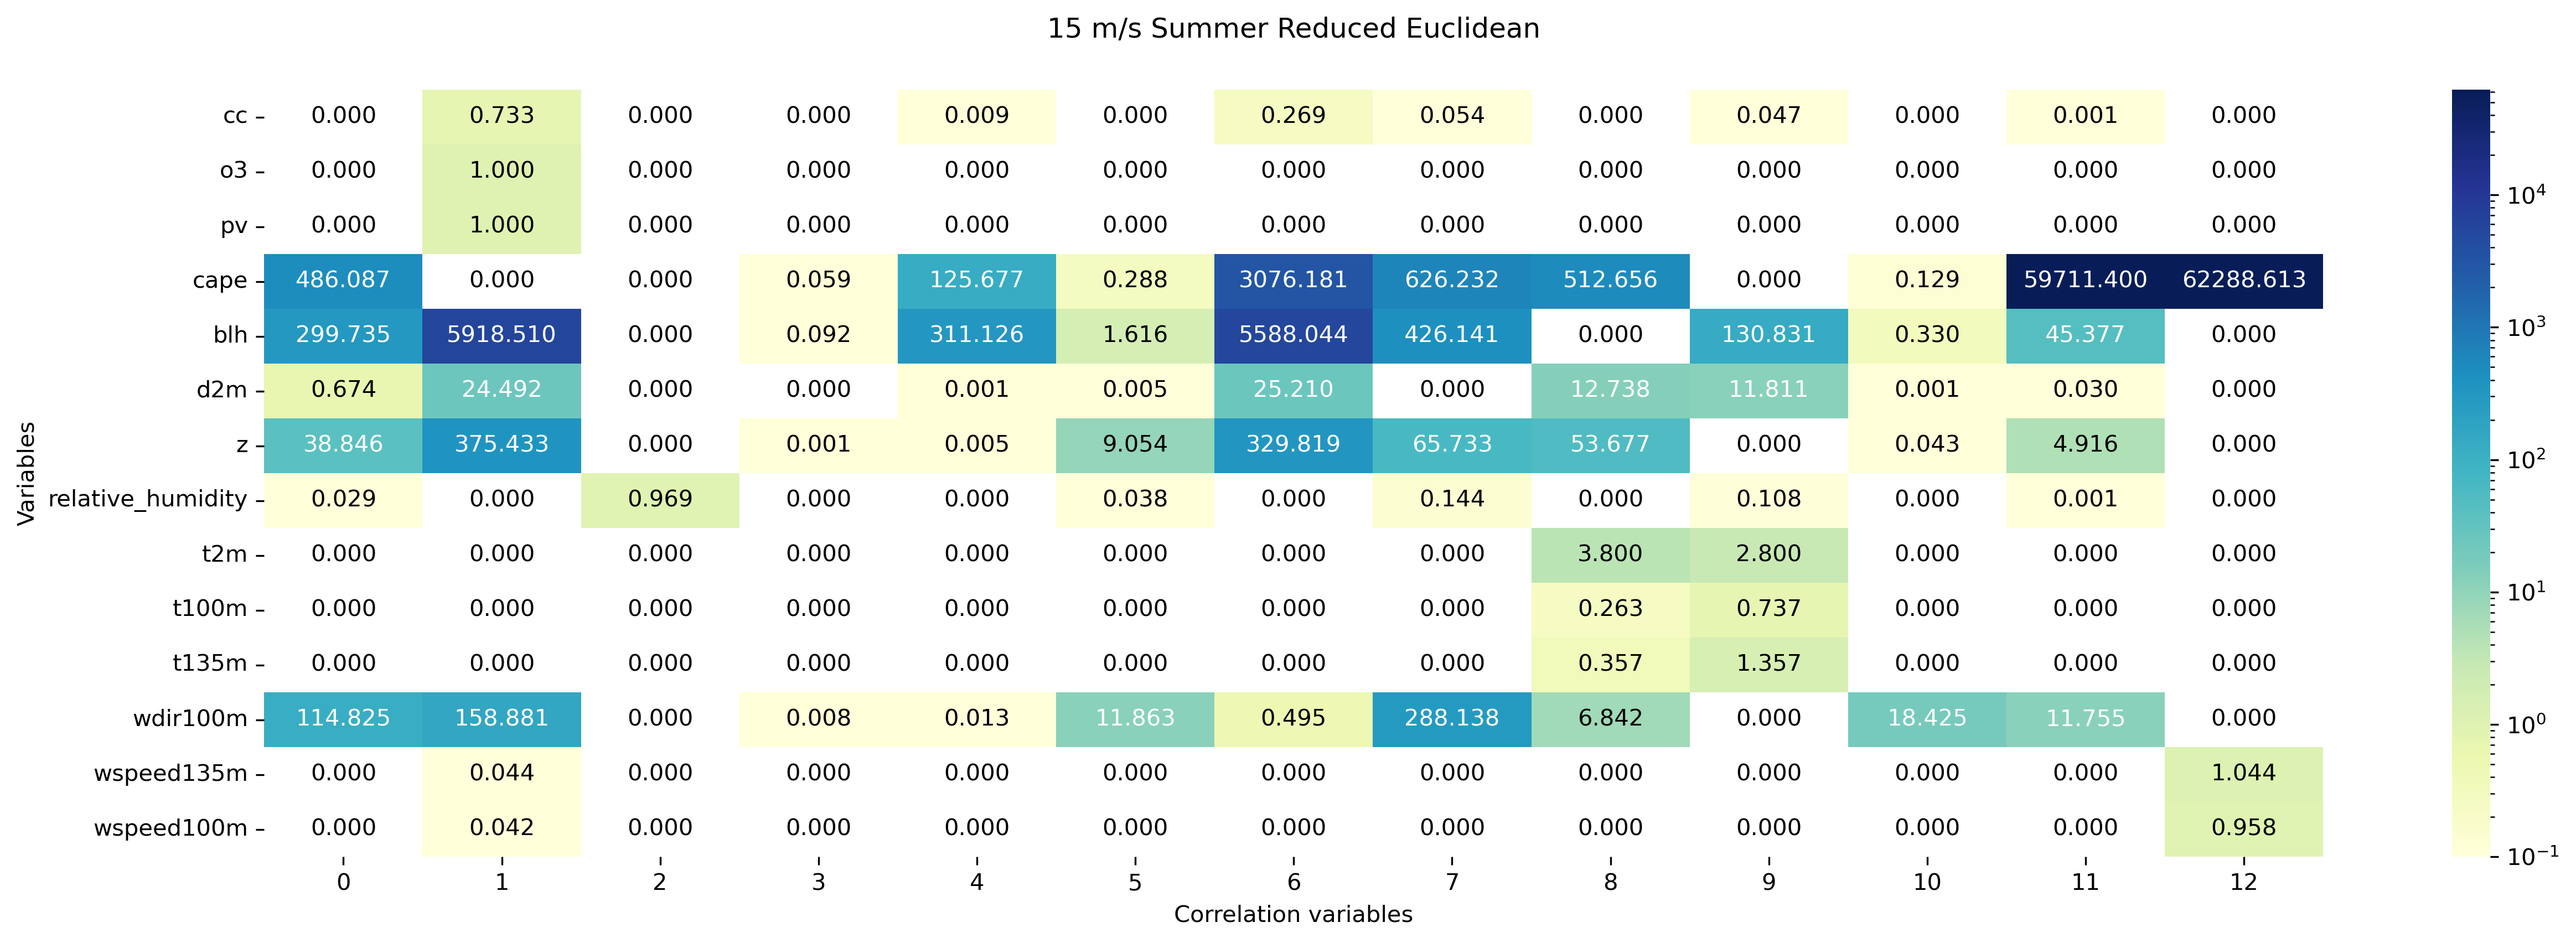 15 m/s Summer Reduced Euclidean
cc 0.000 0.733 0.000 0.000 0.009 0.000 0.269 0.054 0.000 0.047 0.000 0.001 0.000
o3 0.000 1.000 0.000 0.000 0.000 0.000 0.000 0.000 0.000 0.000 0.000 0.000 0.000
pv 0.000 1.000 0.000 0.000 0.000 0.000 0.000 0.000 0.000 0.000 0.000 0.000 0.000
cape 486.087 0.000 0.000 0.059 125.677 0.288 3076.181 626.232 512.656 0.000 0.129 59711.400 62288.613
blh 299.735 5918.510 0.000 0.092 311.126 1.616 5588.044 426.141 0.000 130.831 0.330 45.377 0.000
d2m 0.674 24.492 0.000 0.000 0.001 0.005 25.210 0.000 12.738 11.811 0.001 0.030 0.000
z 38.846 375.433 0.000 0.001 0.005 9.054 329.819 65.733 53.677 0.000 0.043 4.916 0.000
relative_humidity 0.029 0.000 0.969 0.000 0.000 0.038 0.000 0.144 0.000 0.108 0.000 0.001 0.000
t2m 0.000 0.000 0.000 0.000 0.000 0.000 0.000 0.000 3.800 2.800 0.000 0.000 0.000
t100m 0.000 0.000 0.000 0.000 0.000 0.000 0.000 0.000 0.263 0.737 0.000 0.000 0.000
t135m 0.000 0.000 0.000 0.000 0.000 0.000 0.000 0.000 0.357 1.357 0.000 0.000 0.000
wdir100m 114.825 158.881 0.000 0.008 0.013 11.863 0.495 288.138 6.842 0.000 18.425 11.755 0.000
wspeed135m 0.000 0.044 0.000 0.000 0.000 0.000 0.000 0.000 0.000 0.000 0.000 0.000 1.044
wspeed100m 0.000 0.042 0.000 0.000 0.000 0.000 0.000 0.000 0.000 0.000 0.000 0.000 0.958
0 1 2 3 4 5 6 7 8 9 10 11 12
Correlation variables
Variables
10⁴
10³
10²
10¹
10⁰
10⁻¹